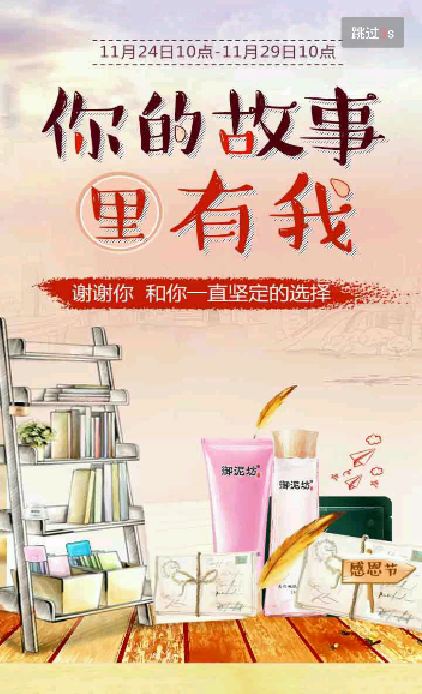 跳过 s
11月24日10点-11月29日10点
你的故事
里有我
谢谢你 和你一直坚定的选择
御泥坊
御泥坊
感恩节